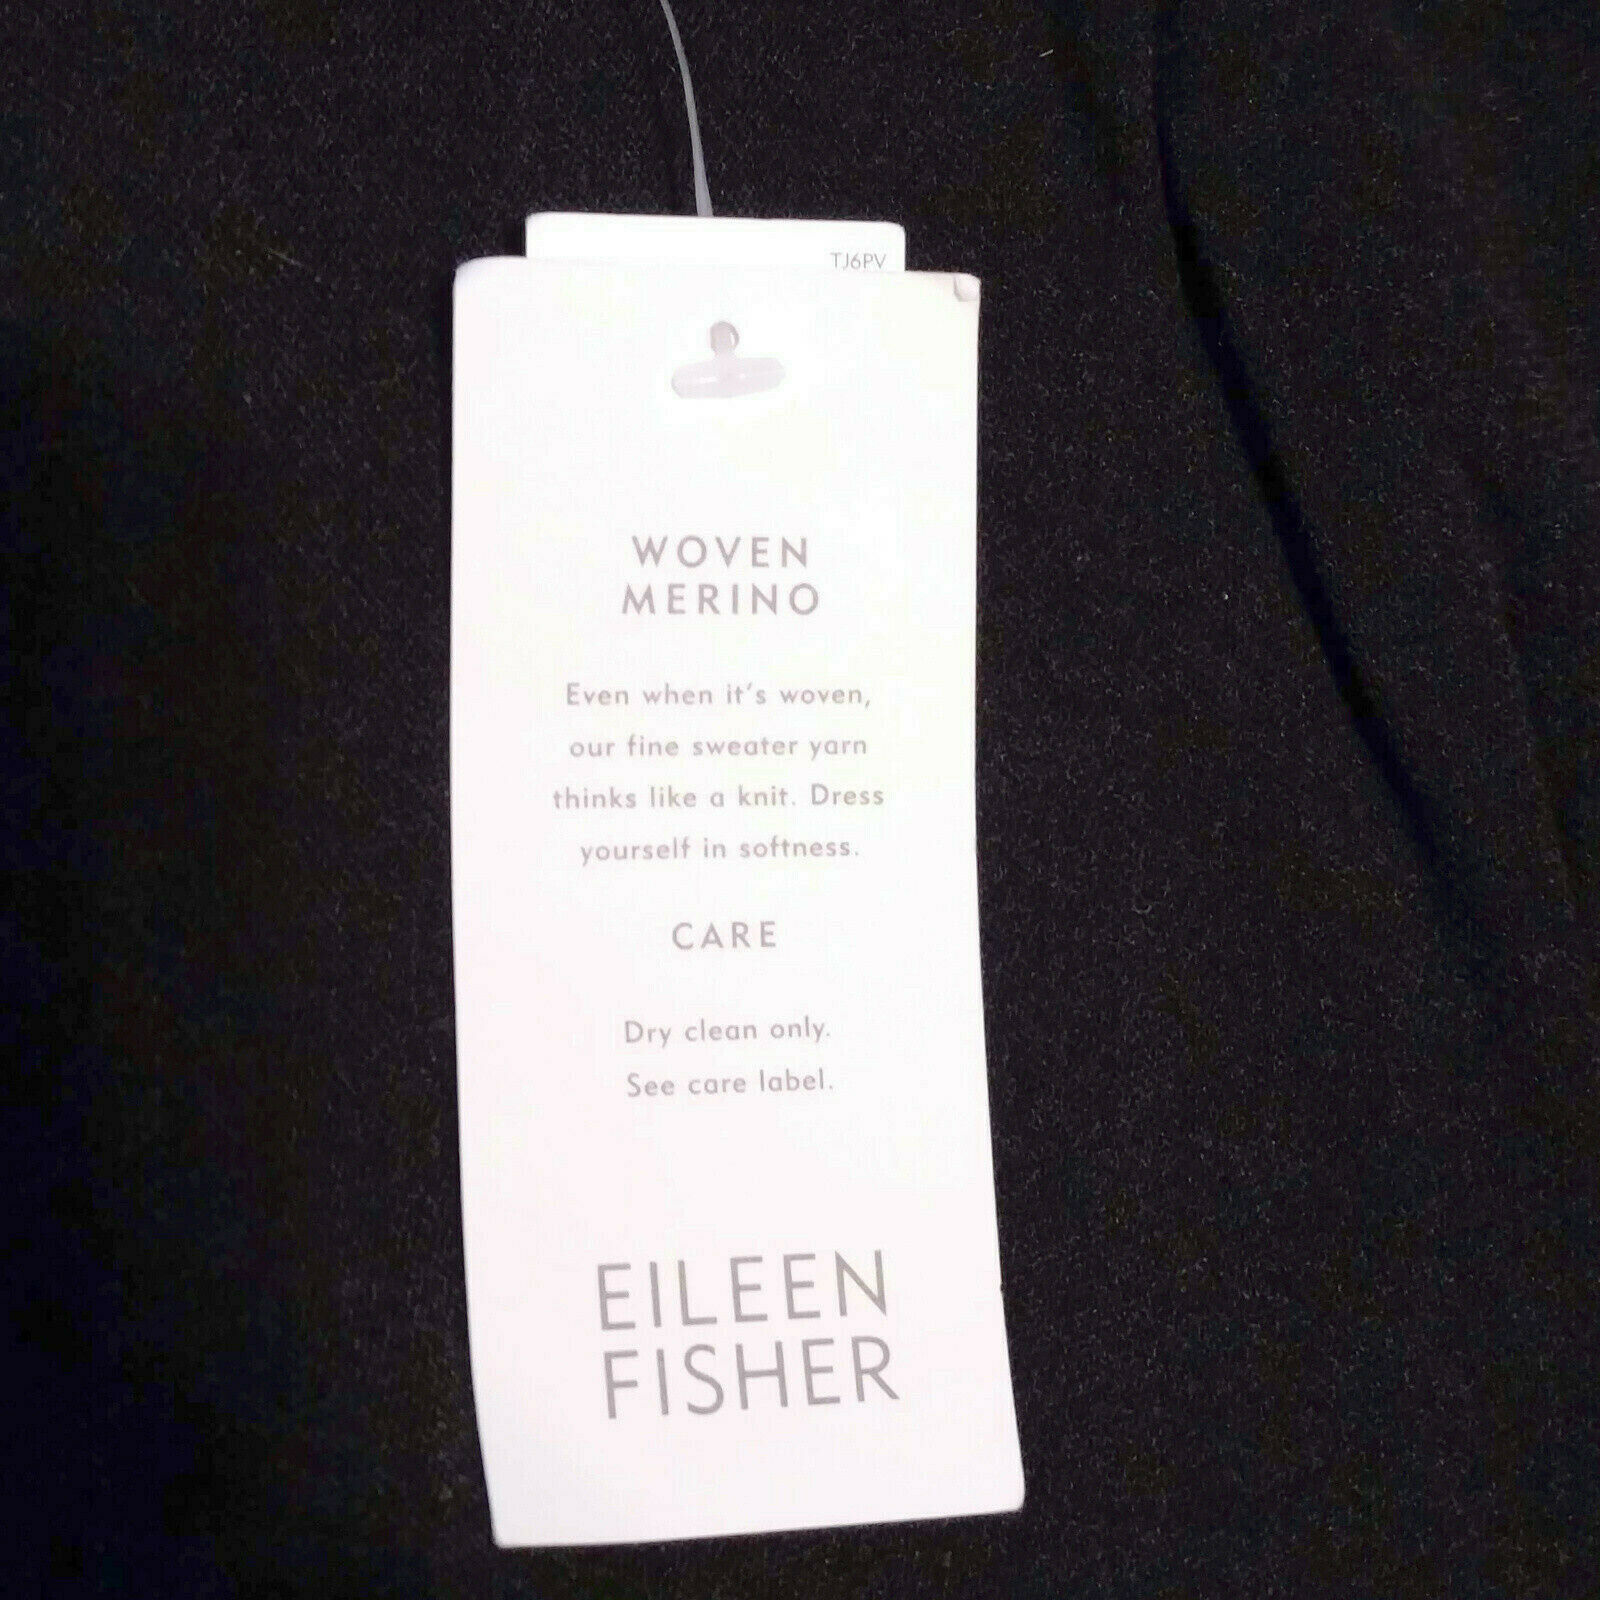 TJ6PV
WOVEN
MERINO
Even when it's woven,
our fine sweater yarn
thinks like a knit. Dress
yourself in softness.
CARE
Dry clean only.
See care label.
EILEEN
FISHER